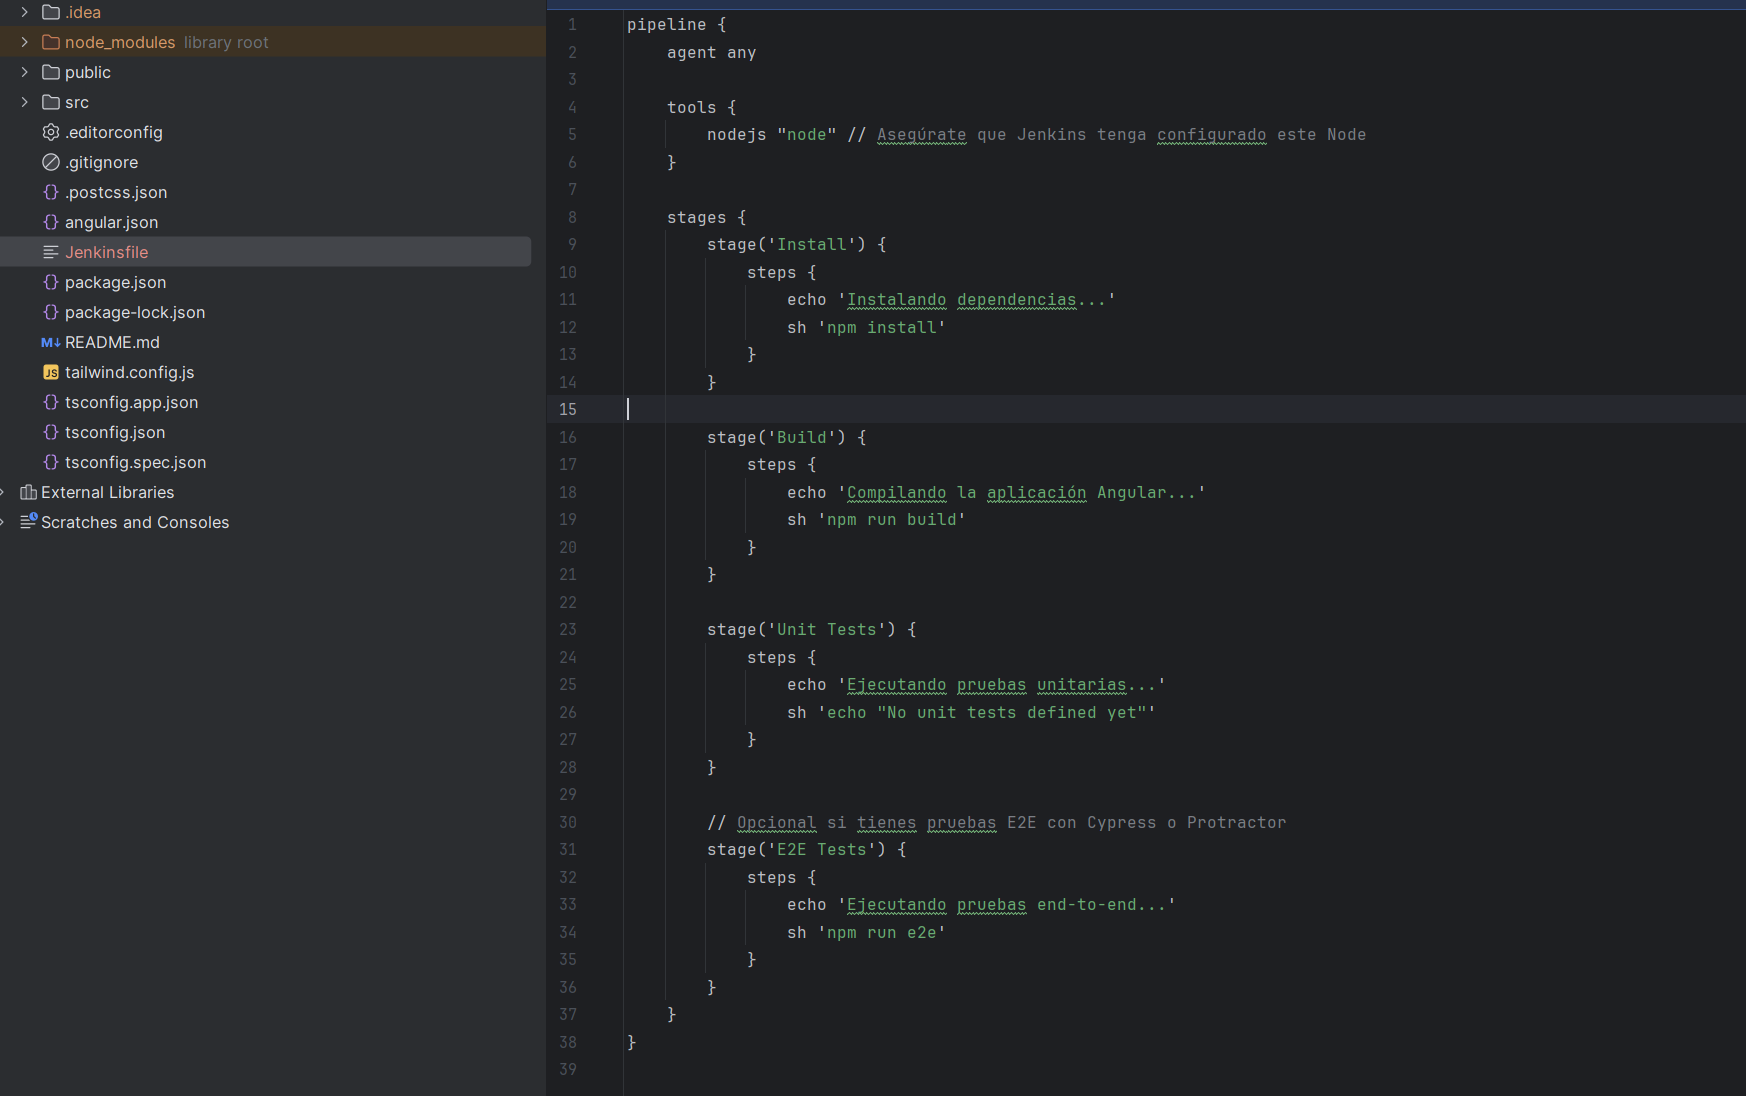 .idea
node_modules library root
public
src
.editorconfig
.gitignore
.postcss.json
angular.json
Jenkinsfile
package.json
package-lock.json
M↓ README.md
JS tailwind.config.js
tsconfig.app.json
tsconfig.json
tsconfig.spec.json
External Libraries
Scratches and Consoles
1 pipeline {
2     agent any
3
4     tools {
5         nodejs "node" // Asegúrate que Jenkins tenga configurado este Node
6     }
7
8     stages {
9         stage('Install') {
10             steps {
11                 echo 'Instalando dependencias...'
12                 sh 'npm install'
13             }
14         }
15
16         stage('Build') {
17             steps {
18                 echo 'Compilando la aplicación Angular...'
19                 sh 'npm run build'
20             }
21         }
22
23         stage('Unit Tests') {
24             steps {
25                 echo 'Ejecutando pruebas unitarias...'
26                 sh 'echo "No unit tests defined yet"'
27             }
28         }
29
30         // Opcional si tienes pruebas E2E con Cypress o Protractor
31         stage('E2E Tests') {
32             steps {
33                 echo 'Ejecutando pruebas end-to-end...'
34                 sh 'npm run e2e'
35             }
36         }
37     }
38 }
39